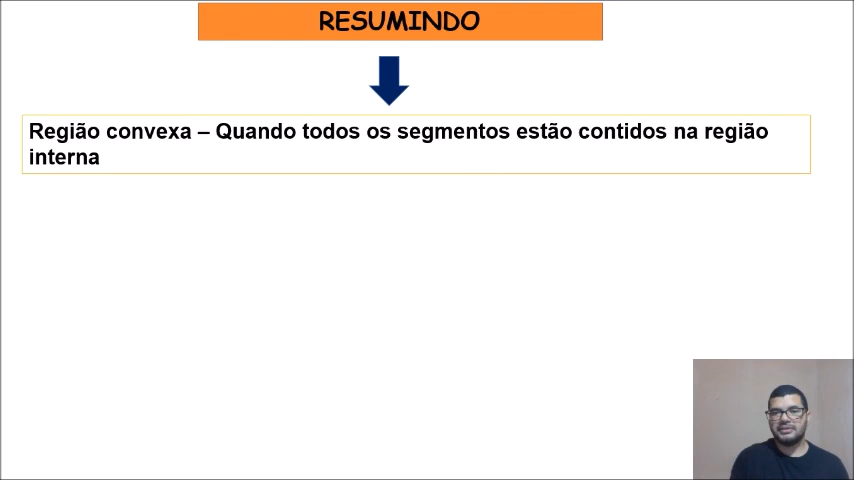 RESUMINDO
Região convexa – Quando todos os segmentos estão contidos na região
interna